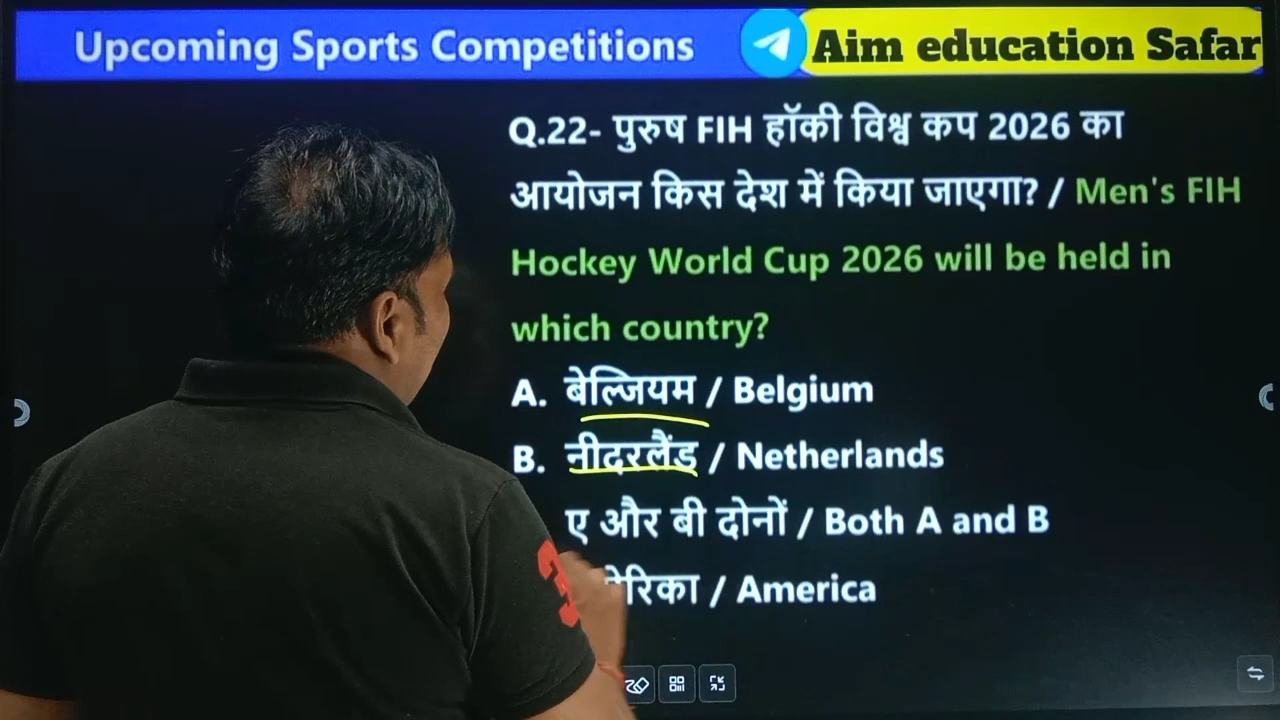 Upcoming Sports Competitions
Aim education Safar
Q.22- पुरुष FIH हॉकी विश्व कप 2026 का
आयोजन किस देश में किया जाएगा? / Men's FIH
Hockey World Cup 2026 will be held in
which country?
A. बेल्जियम / Belgium
B. नीदरलैंड / Netherlands
ए और बी दोनों / Both A and B
/ America
3